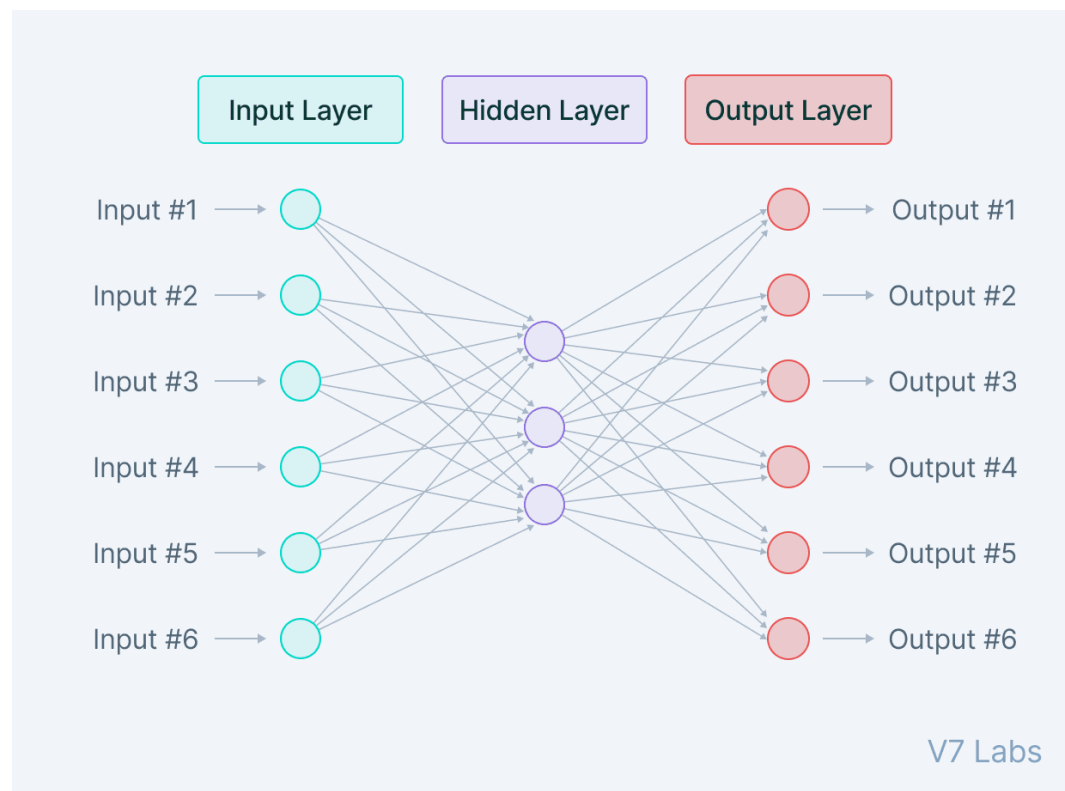 Input Layer
Hidden Layer
Output Layer
Input #1
Output #1
Input #2
Output #2
Input #3
Output #3
Input #4
Output #4
Input #5
Output #5
Input #6
Output #6
V7 Labs